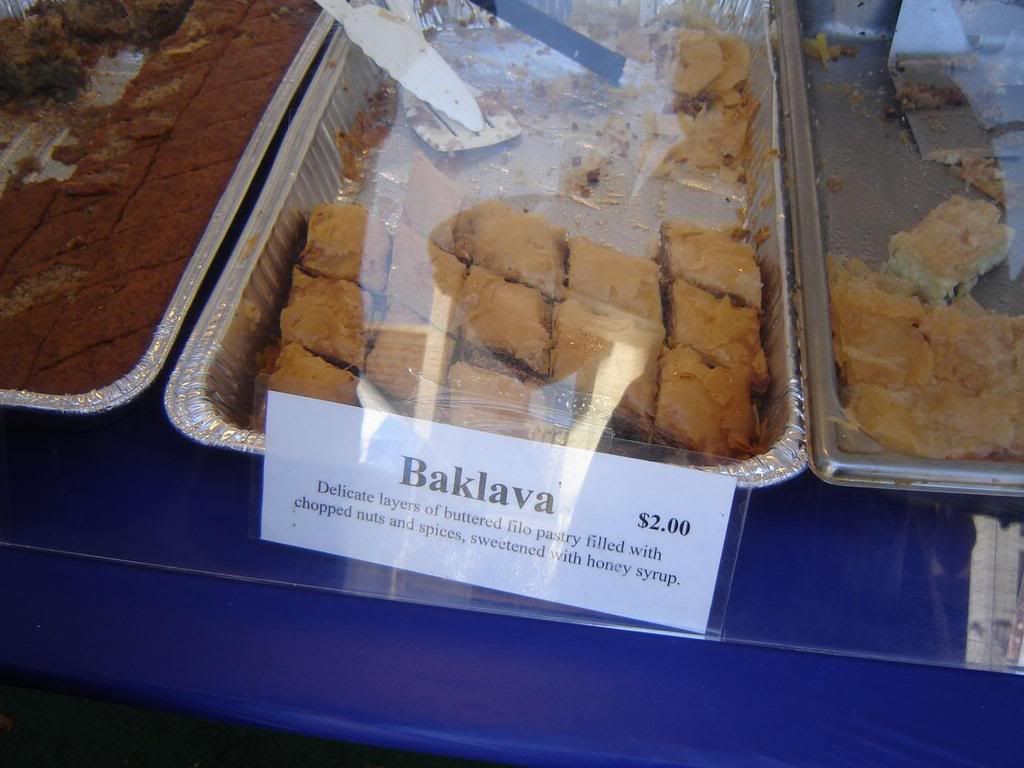 Baklava
Delicate layers of buttered filo pastry filled with
chopped nuts and spices, sweetened with honey syrup.
$2.00